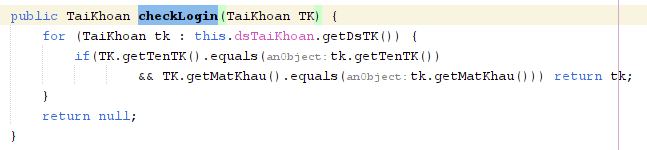 public TaiKhoan checkLogin(TaiKhoan TK) {
for (TaiKhoan tk : this.dsTaiKhoan.getDsTK()) {
if(TK.getTenTK().equals(anObject:tk.getTenTK())
&& TK.getMatKhau().equals(anObject:tk.getMatKhau())) return tk;
}
return null;
}